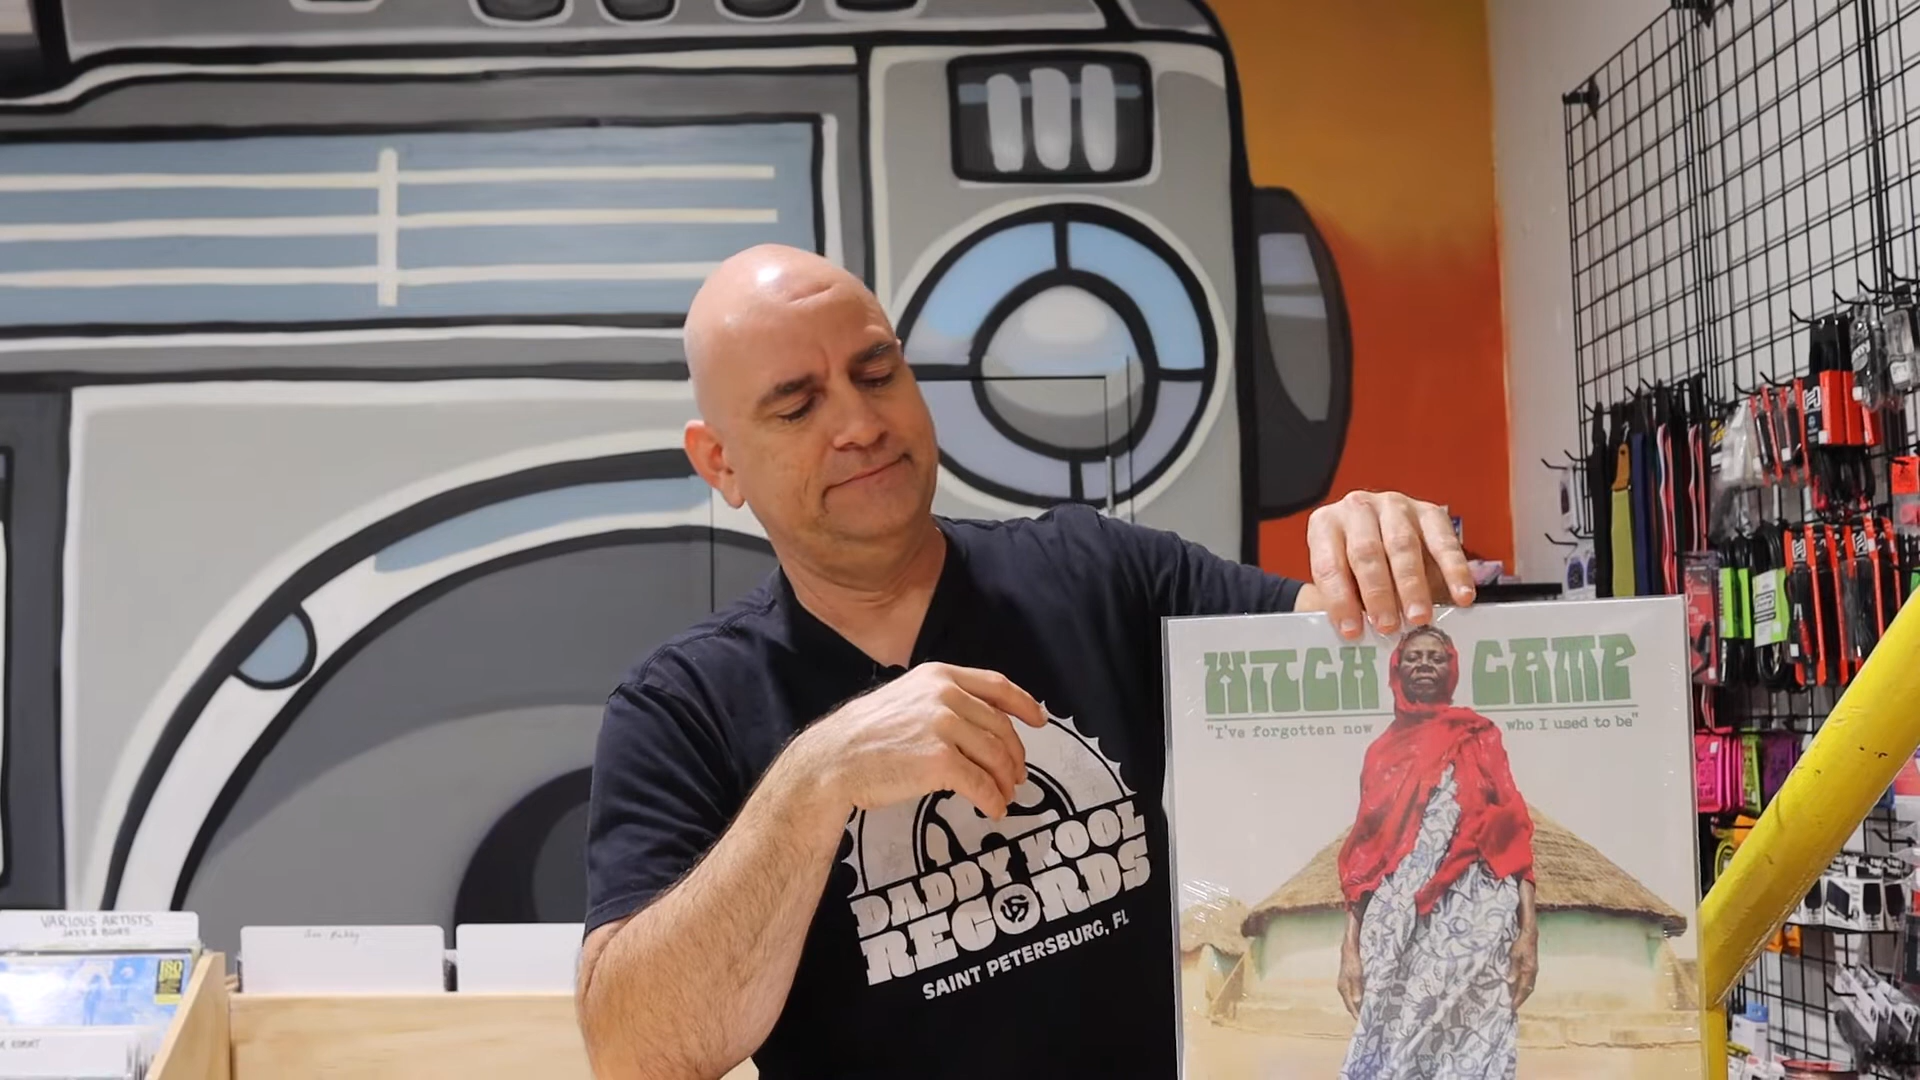 WITCH CAMP
"I've forgotten now who I used to be"
DADDY KOOL
RECORDS
SAINT PETERSBURG, FL
VARIOUS ARTISTS
JAZZ & BLUES